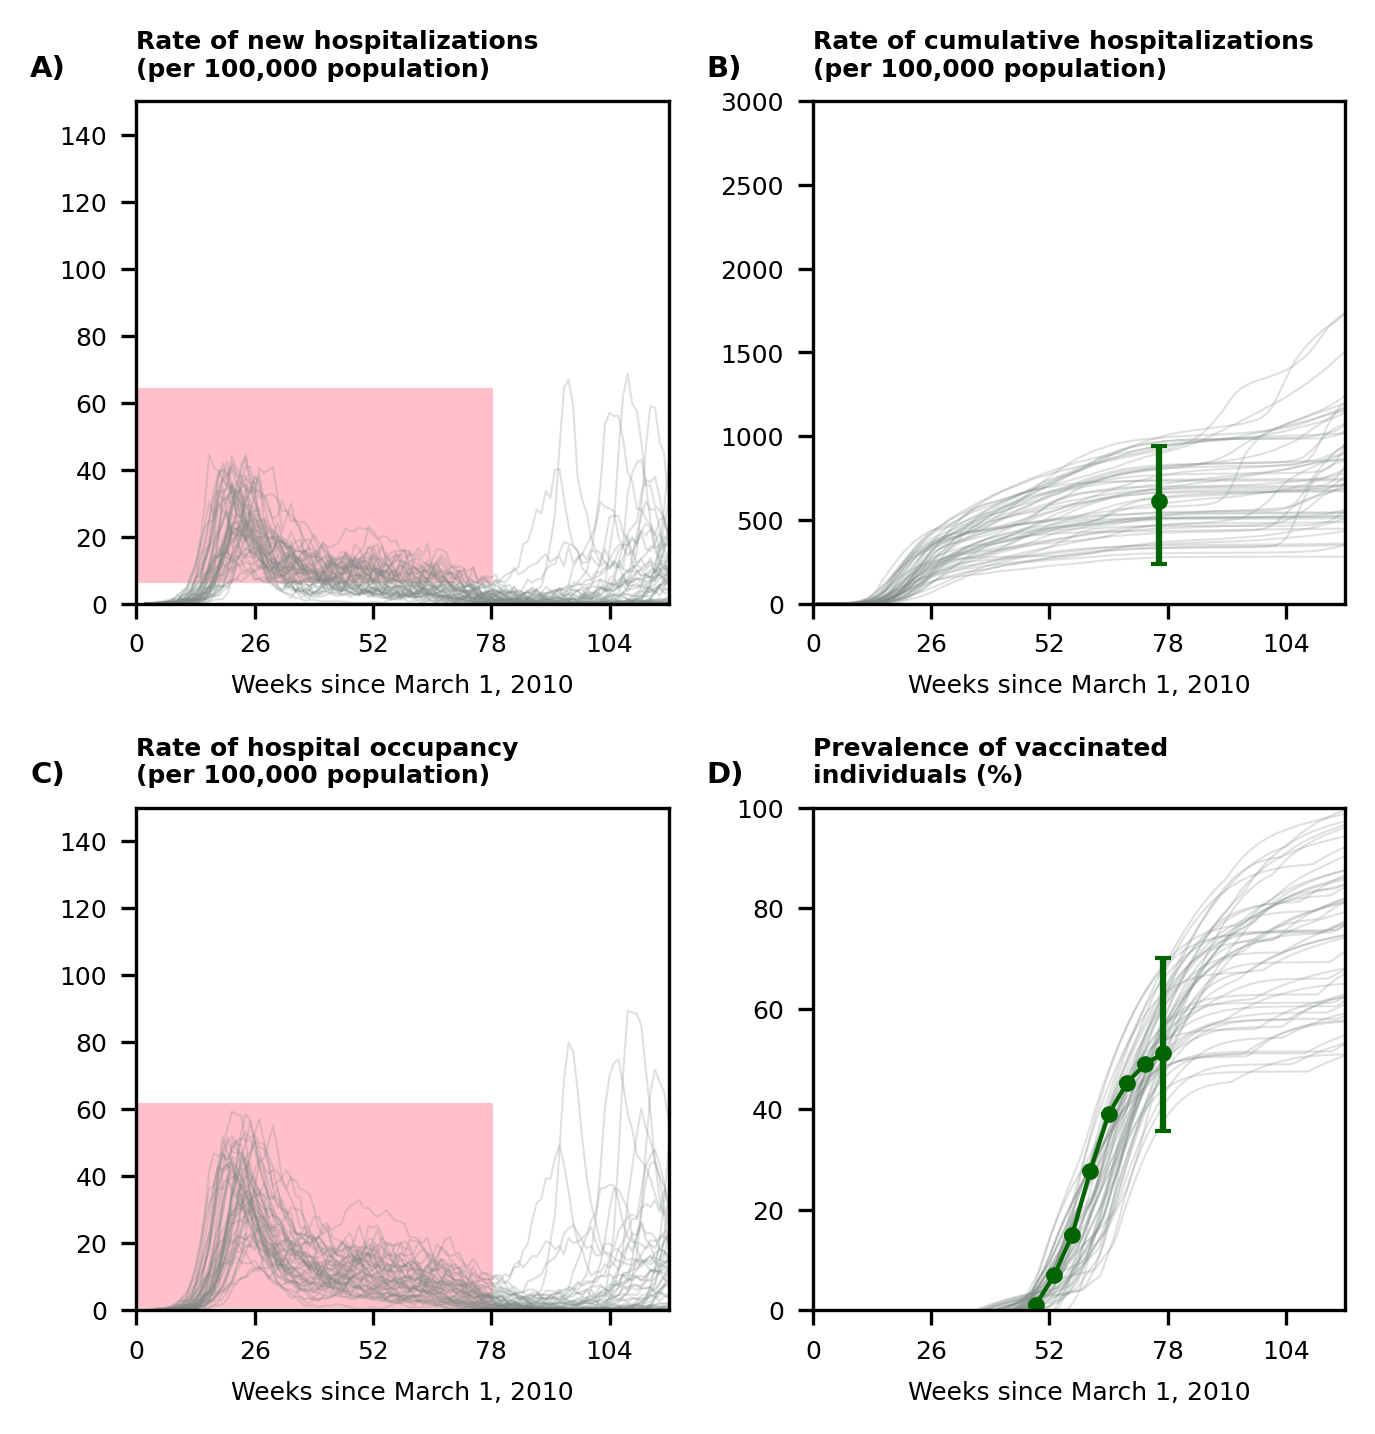 A)
Rate of new hospitalizations
(per 100,000 population)
140
120
100
80
60
40
20
0
0 26 52 78 104
Weeks since March 1, 2010
B)
Rate of cumulative hospitalizations
(per 100,000 population)
3000
2500
2000
1500
1000
500
0
0 26 52 78 104
Weeks since March 1, 2010
C)
Rate of hospital occupancy
(per 100,000 population)
140
120
100
80
60
40
20
0
0 26 52 78 104
Weeks since March 1, 2010
D)
Prevalence of vaccinated
individuals (%)
100
80
60
40
20
0
0 26 52 78 104
Weeks since March 1, 2010